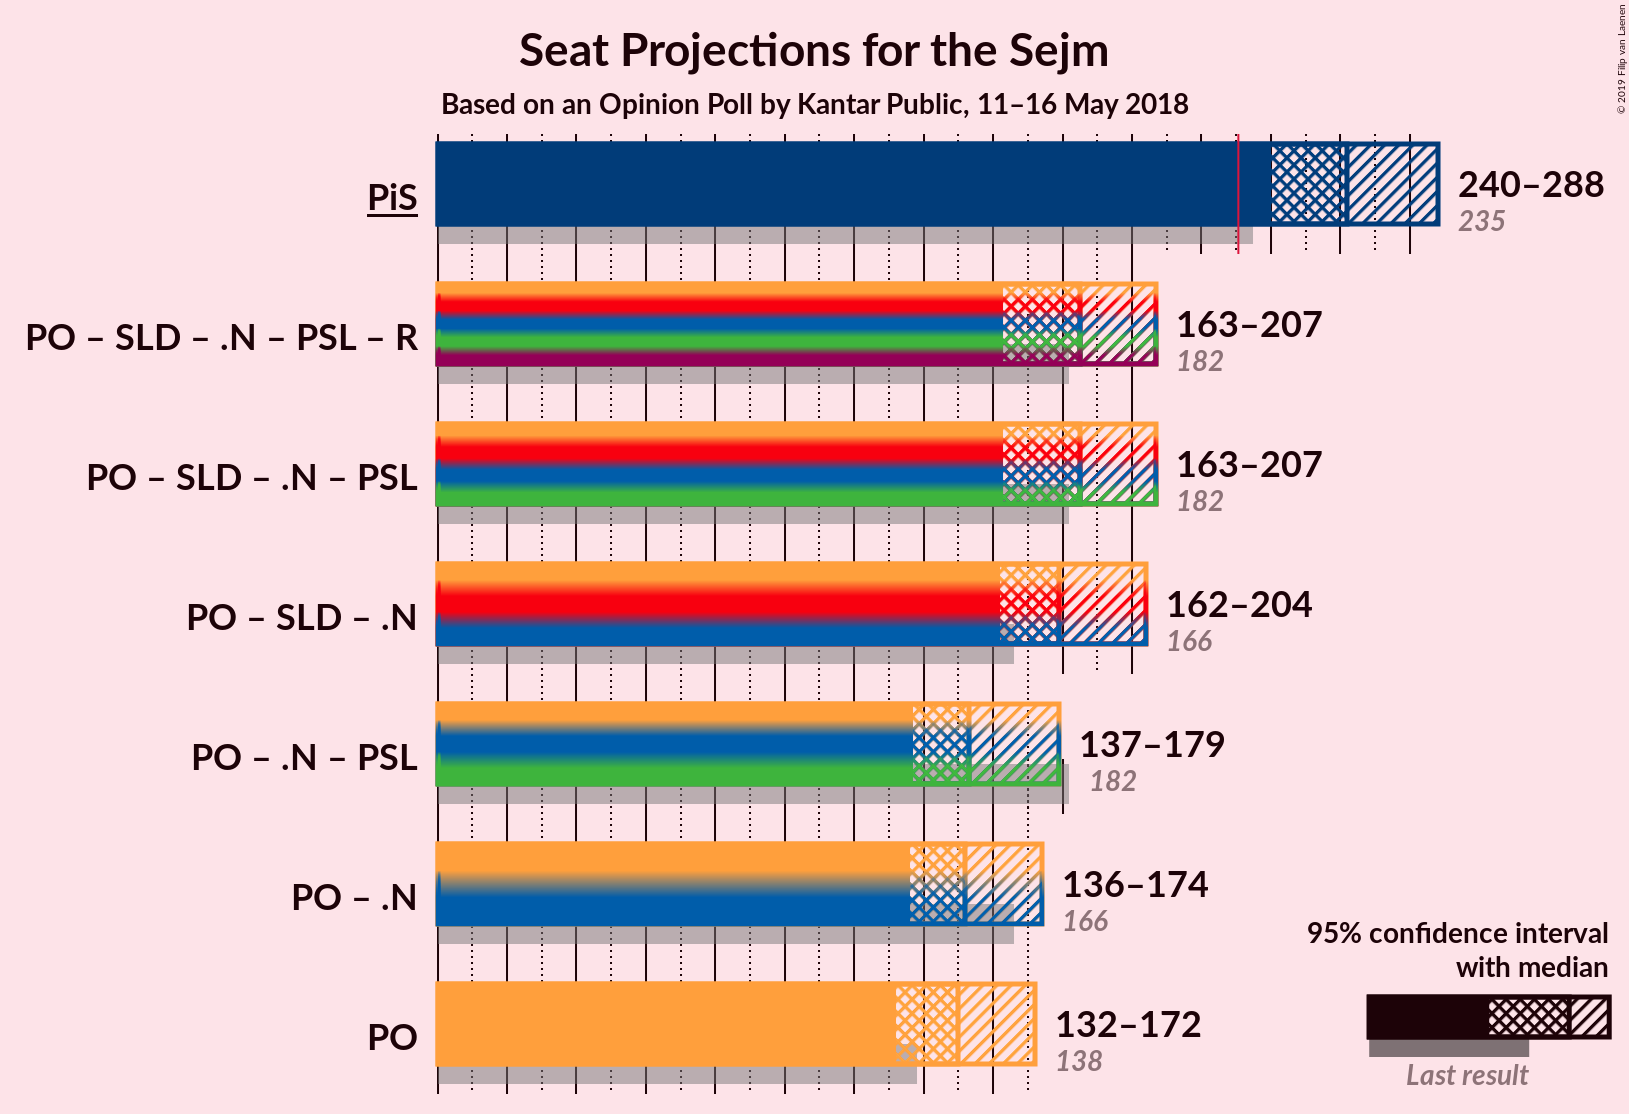 Seat Projections for the Sejm
Based on an Opinion Poll by Kantar Public, 11–16 May 2018
© 2019 Filip van Laenen
PiS
240–288
235
PO – SLD – .N – PSL – R
163–207
182
PO – SLD – .N – PSL
163–207
182
PO – SLD – .N
162–204
166
PO – .N – PSL
137–179
182
PO – .N
136–174
166
PO
132–172
138
95% confidence interval
with median
Last result